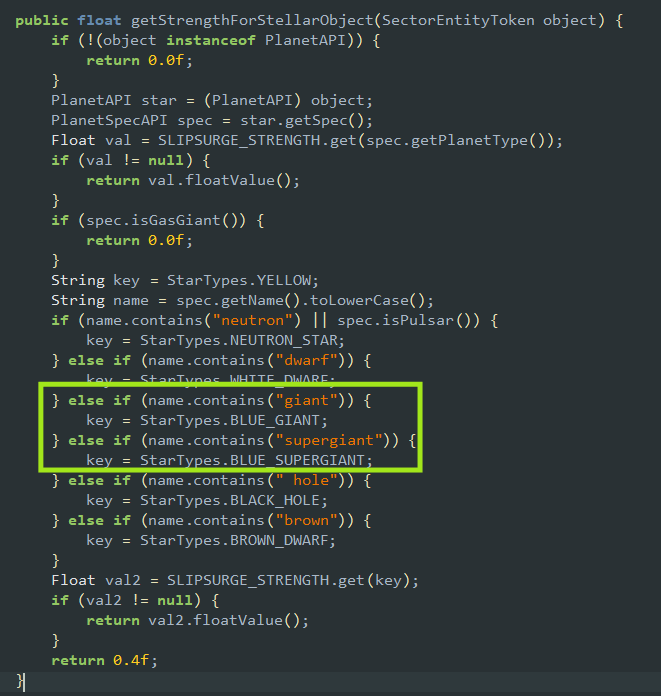 public float getStrengthForStellarObject(SectorEntityToken object) {
    if (!(object instanceof PlanetAPI)) {
        return 0.0f;
    }
    PlanetAPI star = (PlanetAPI) object;
    PlanetSpecAPI spec = star.getSpec();
    Float val = SLIPSURGE_STRENGTH.get(spec.getPlanetType());
    if (val != null) {
        return val.floatValue();
    }
    if (spec.isGasGiant()) {
        return 0.0f;
    }
    String key = StarTypes.YELLOW;
    String name = spec.getName().toLowerCase();
    if (name.contains("neutron") || spec.isPulsar()) {
        key = StarTypes.NEUTRON_STAR;
    } else if (name.contains("dwarf")) {
        key = StarTypes.WHITE_DWARF;
    } else if (name.contains("giant")) {
        key = StarTypes.BLUE_GIANT;
    } else if (name.contains("supergiant")) {
        key = StarTypes.BLUE_SUPERGIANT;
    } else if (name.contains(" hole")) {
        key = StarTypes.BLACK_HOLE;
    } else if (name.contains("brown")) {
        key = StarTypes.BROWN_DWARF;
    }
    Float val2 = SLIPSURGE_STRENGTH.get(key);
    if (val2 != null) {
        return val2.floatValue();
    }
    return 0.4f;
}